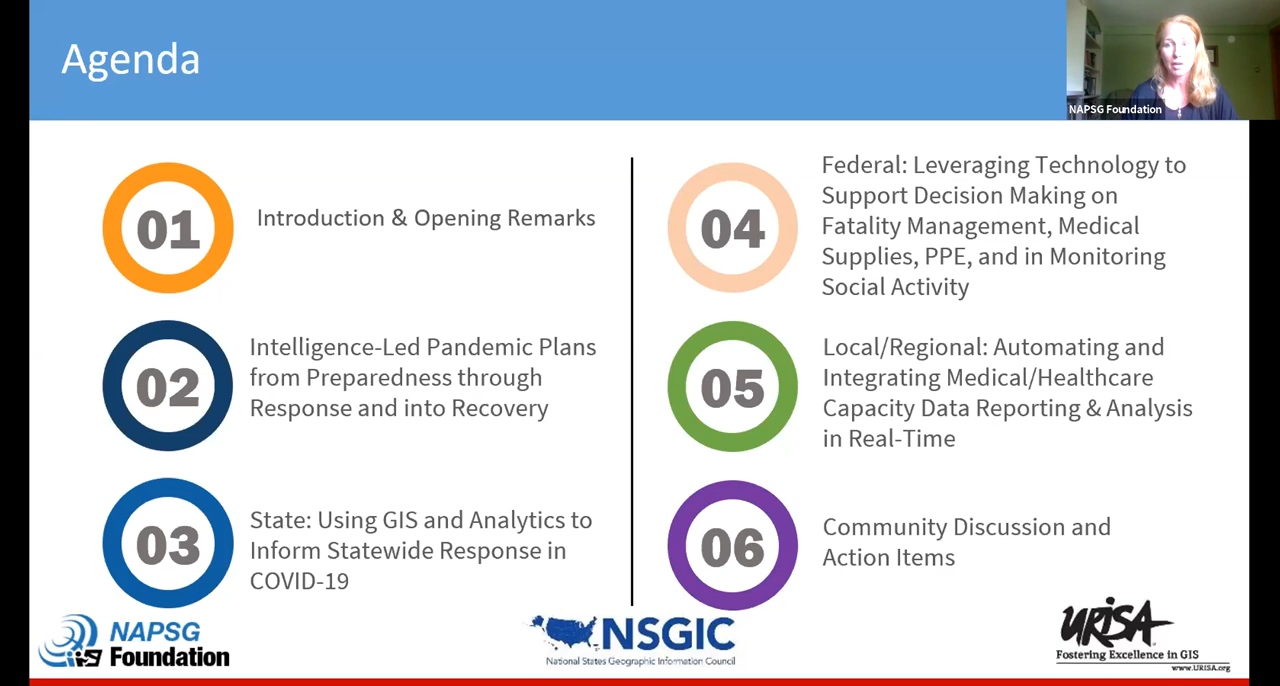 Agenda
NAPSG Foundation
01
Introduction & Opening Remarks
02
Intelligence-Led Pandemic Plans
from Preparedness through
Response and into Recovery
03
State: Using GIS and Analytics to
Inform Statewide Response in
COVID-19
04
Federal: Leveraging Technology to
Support Decision Making on
Fatality Management, Medical
Supplies, PPE, and in Monitoring
Social Activity
05
Local/Regional: Automating and
Integrating Medical/Healthcare
Capacity Data Reporting & Analysis
in Real-Time
06
Community Discussion and
Action Items
NAPSG
Foundation
NSGIC
National States Geographic Information Council
URISA
Fostering Excellence in GIS
www.URISA.org